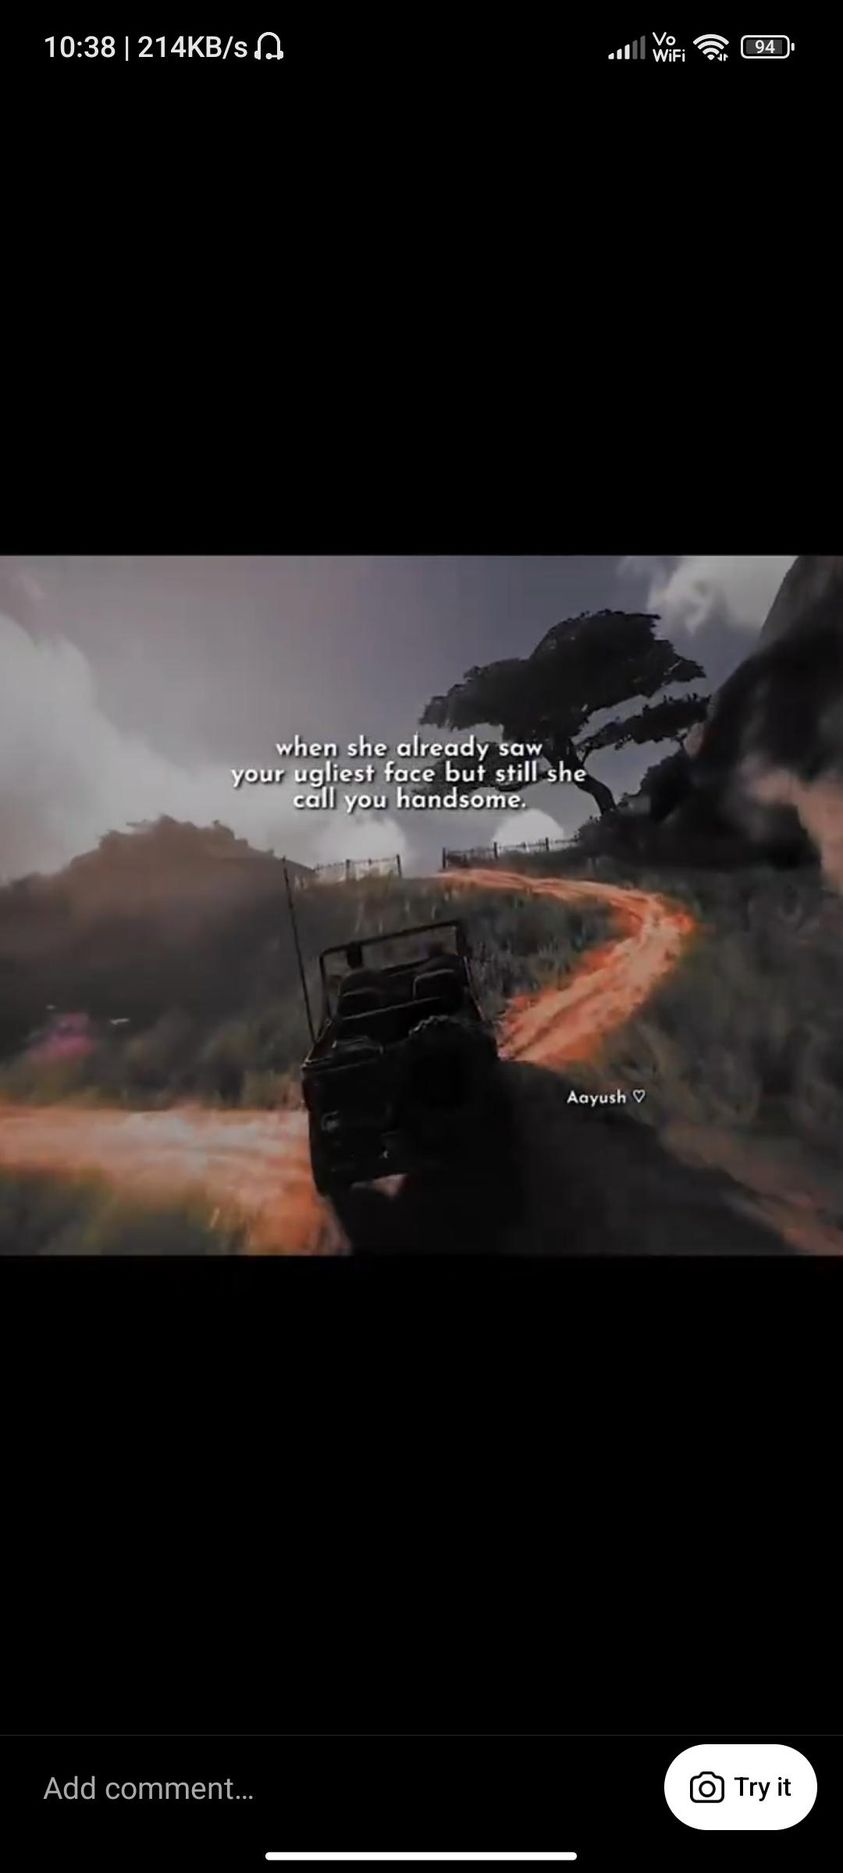 10:38 | 214KB/s
Vo
WiFi
94
when she already saw
your ugliest face but still she
call you handsome.
Aayush ♡
Add comment...
Try it